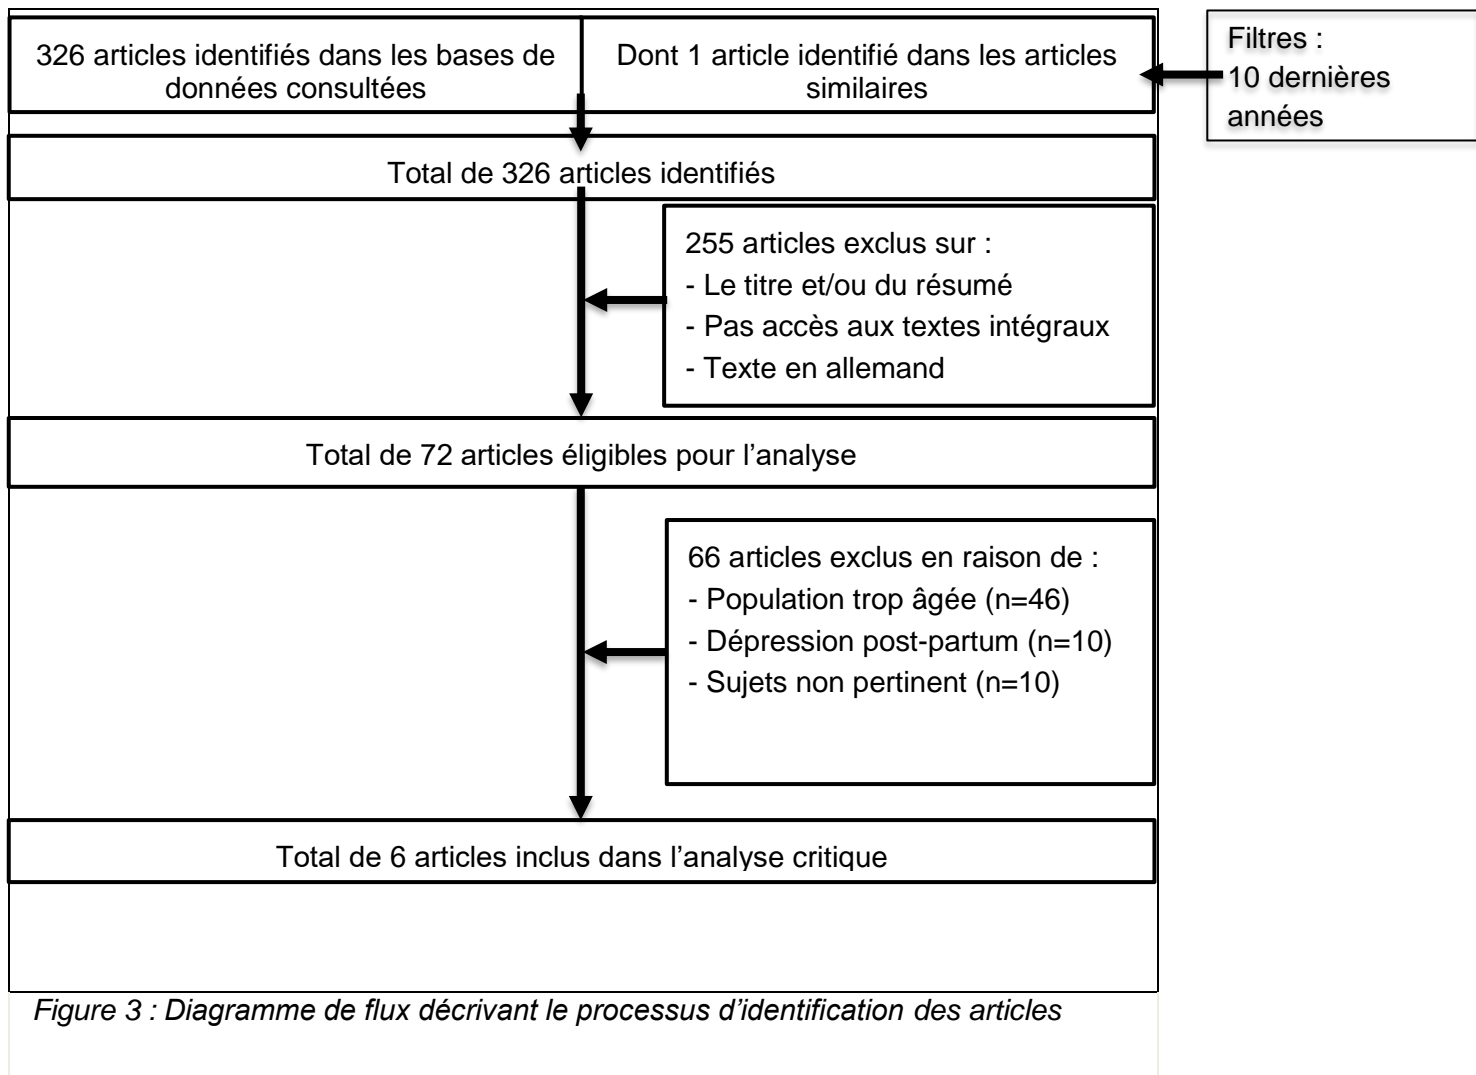 326 articles identifiés dans les bases de
données consultées
Dont 1 article identifié dans les articles
similaires
Filtres :
10 dernières
années
Total de 326 articles identifiés
255 articles exclus sur :
- Le titre et/ou du résumé
- Pas accès aux textes intégraux
- Texte en allemand
Total de 72 articles éligibles pour l’analyse
66 articles exclus en raison de :
- Population trop âgée (n=46)
- Dépression post-partum (n=10)
- Sujets non pertinent (n=10)
Total de 6 articles inclus dans l’analyse critique
Figure 3 : Diagramme de flux décrivant le processus d’identification des articles